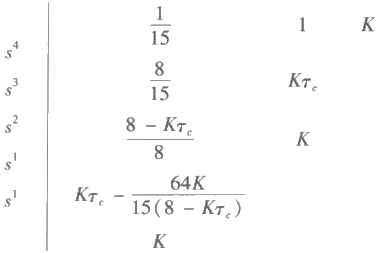 s⁴ 1/15 1 K
s³ 8/15 Kτ_c
s² (8 − Kτ_c)/8 K
s¹
s¹ Kτ_c − 64K/(15(8 − Kτ_c))
K